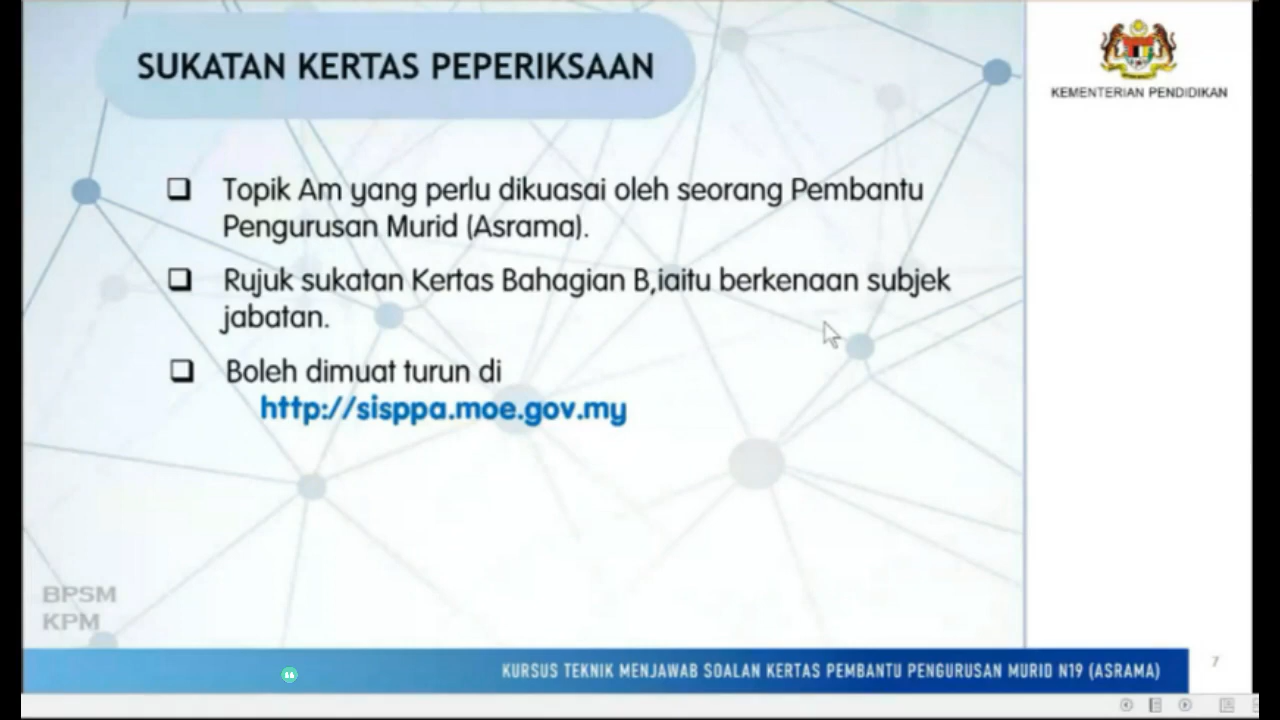 SUKATAN KERTAS PEPERIKSAAN
KEMENTERIAN PENDIDIKAN
Topik Am yang perlu dikuasai oleh seorang Pembantu
Pengurusan Murid (Asrama).
Rujuk sukatan Kertas Bahagian B,iaitu berkenaan subjek
jabatan.
Boleh dimuat turun di
http://sisppa.moe.gov.my
BPSM
KPM
KURSUS TEKNIK MENJAWAB SOALAN KERTAS PEMBANTU PENGURUSAN MURID N19 (ASRAMA)
7